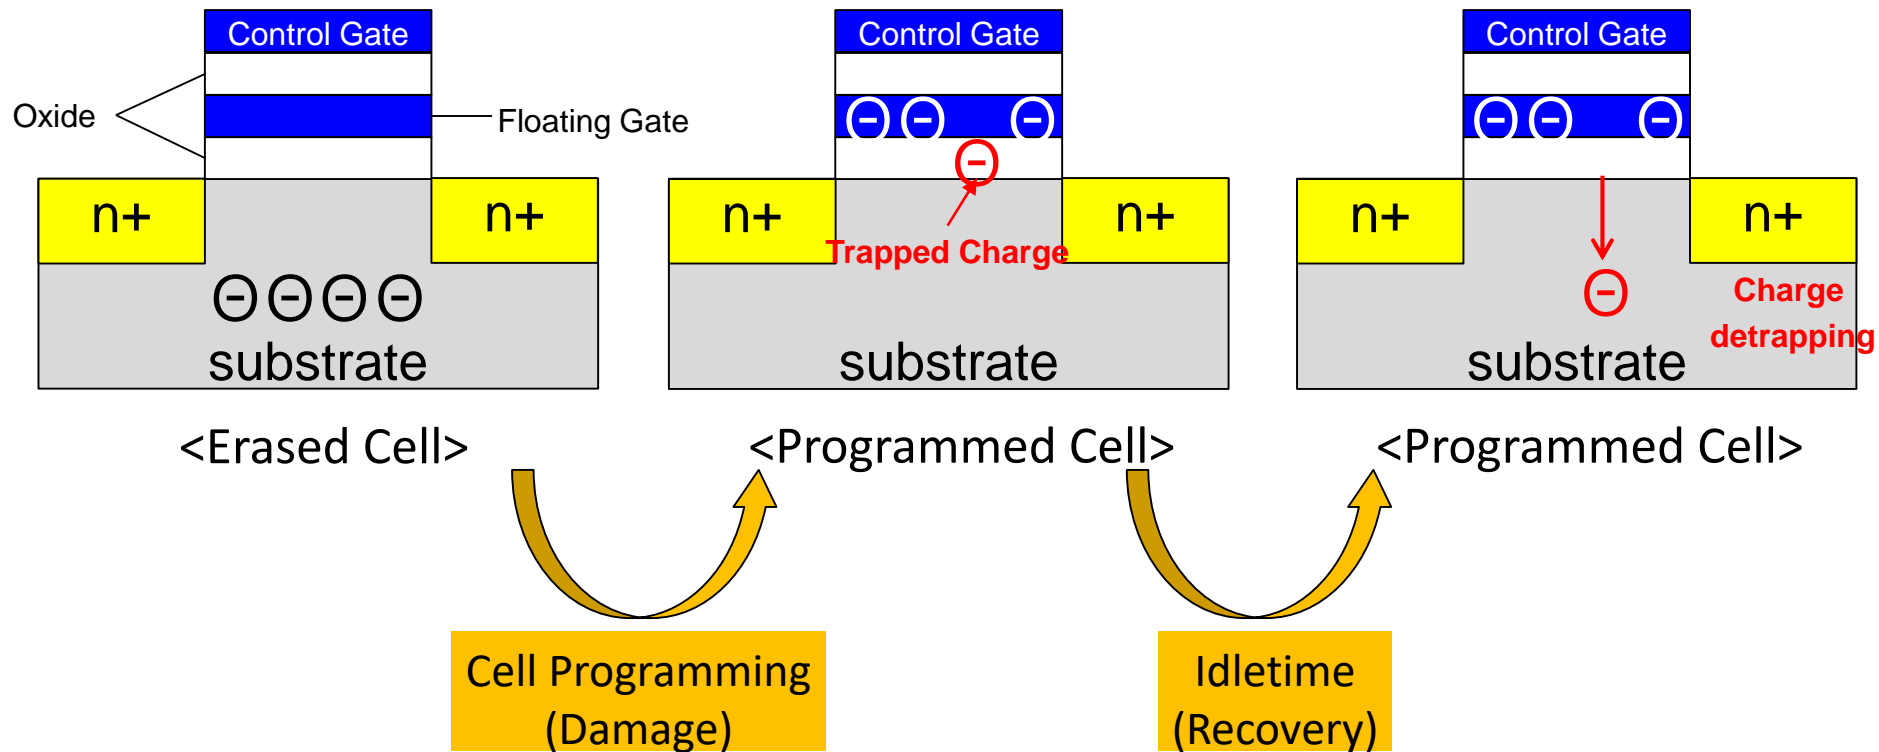 Control Gate
Oxide
Floating Gate
n+
n+
⊖ ⊖ ⊖ ⊖
substrate
<Erased Cell>
Control Gate
⊖ ⊖ ⊖
⊖
n+
n+
Trapped Charge
substrate
<Programmed Cell>
Control Gate
⊖ ⊖ ⊖
n+
n+
⊖
Charge
detrapping
substrate
<Programmed Cell>
Cell Programming
(Damage)
Idletime
(Recovery)